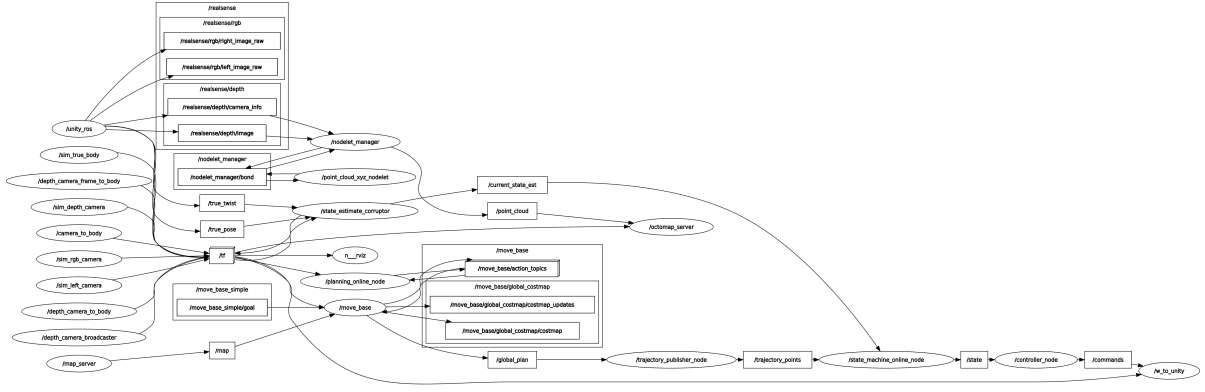 /realsense
/realsense/rgb
/realsense/rgb/right_image_raw
/realsense/rgb/left_image_raw
/realsense/depth
/realsense/depth/camera_info
/realsense/depth/image
/unity_ros
/sim_true_body
/depth_camera_frame_to_body
/sim_depth_camera
/camera_to_body
/sim_rgb_camera
/sim_left_camera
/depth_camera_to_body
/depth_camera_broadcaster
/map_server
/nodelet_manager
/nodelet_manager/bond
/true_twist
/true_pose
/tf
/move_base_simple
/move_base_simple/goal
/map
/nodelet_manager
/point_cloud_xyz_nodelet
/state_estimate_corruptor
n___rviz
/planning_online_node
/move_base
/current_state_est
/point_cloud
/octomap_server
/move_base
/move_base/action_topics
/move_base/global_costmap
/move_base/global_costmap/costmap_updates
/move_base/global_costmap/costmap
/global_plan
/trajectory_publisher_node
/trajectory_points
/state_machine_online_node
/state
/controller_node
/commands
/w_to_unity